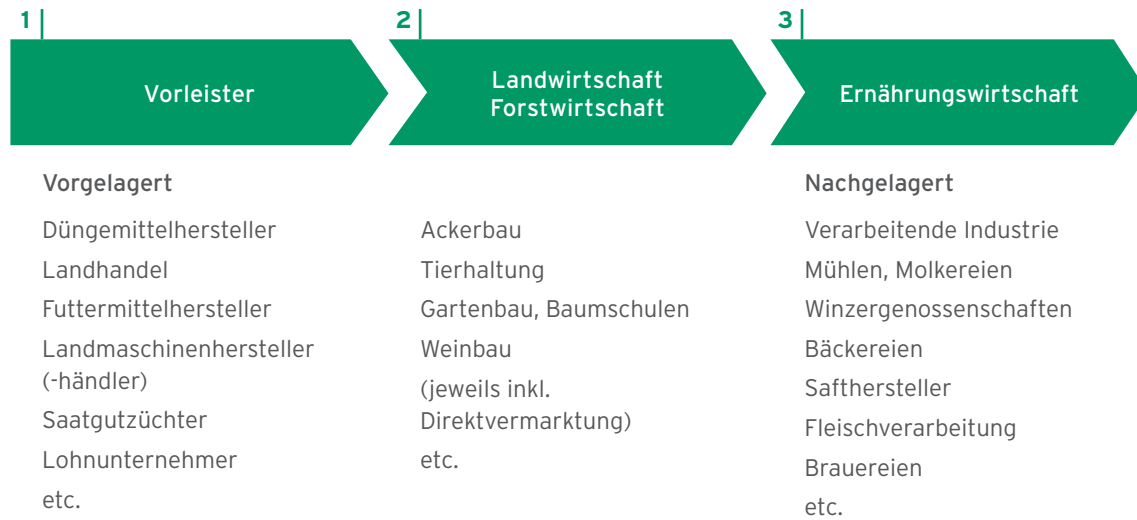 1
Vorleister
Vorgelagert
Düngemittelhersteller
Landhandel
Futtermittelhersteller
Landmaschinenhersteller
(-händler)
Saatgutzüchter
Lohnunternehmer
etc.
2
Landwirtschaft
Forstwirtschaft
Ackerbau
Tierhaltung
Gartenbau, Baumschulen
Weinbau
(jeweils inkl.
Direktvermarktung)
etc.
3
Ernährungswirtschaft
Nachgelagert
Verarbeitende Industrie
Mühlen, Molkereien
Winzergenossenschaften
Bäckereien
Safthersteller
Fleischverarbeitung
Brauereien
etc.